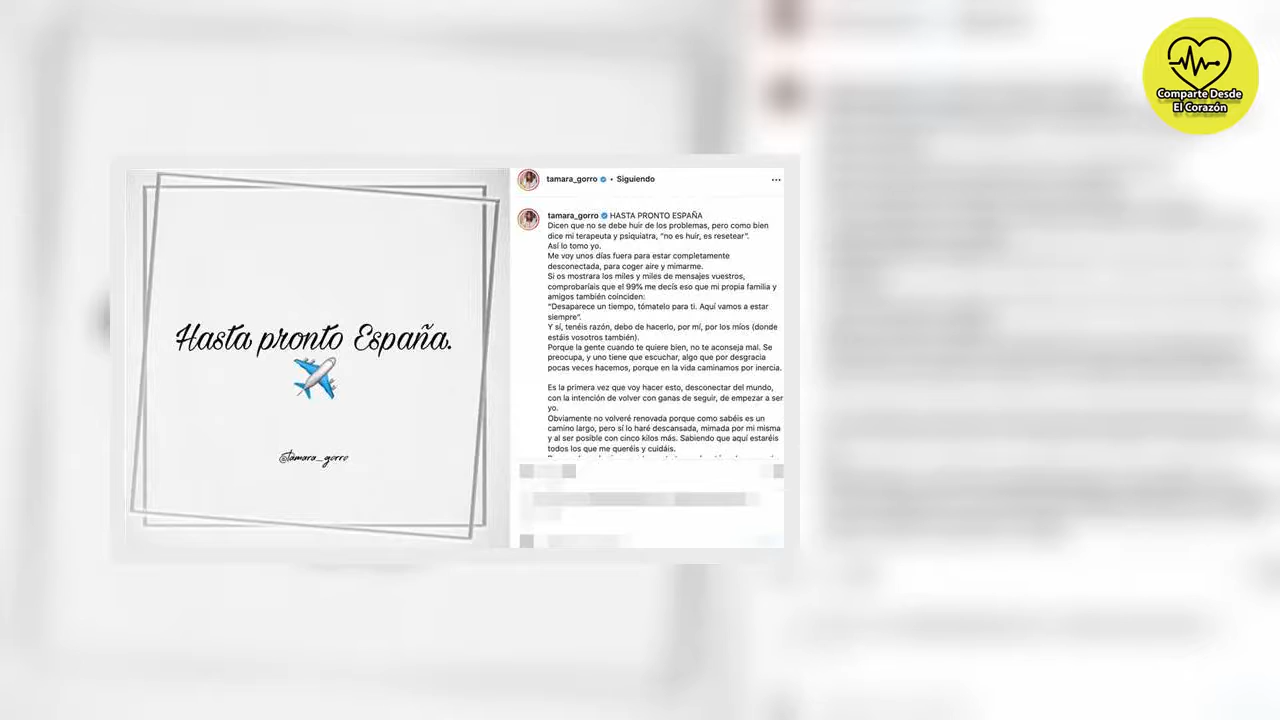 Comparte Desde
El Corazón
Hasta pronto España.
@tamara_gorro
tamara_gorro • Siguiendo
tamara_gorro HASTA PRONTO ESPAÑA
Dicen que no se debe huir de los problemas, pero como bien
dice mi terapeuta y psiquiatra, “no es huir, es resetear”.
Así lo tomo yo.
Me voy unos días fuera para estar completamente
desconectada, para coger aire y mimarme.
Si os mostrara los miles y miles de mensajes vuestros,
comprobaríais que el 99% me decís eso que mi propia familia y
amigos también coinciden:
“Desaparece un tiempo, tómatelo para ti. Aquí vamos a estar
siempre”.
Y sí, tenéis razón, debo de hacerlo, por mí, por los míos (donde
estáis vosotros también).
Porque la gente cuando te quiere bien, no te aconseja mal. Se
preocupa, y uno tiene que escuchar, algo que por desgracia
pocas veces hacemos, porque en la vida caminamos por inercia.
Es la primera vez que voy hacer esto, desconectar del mundo,
con la intención de volver con ganas de seguir, de empezar a ser
yo.
Obviamente no volveré renovada porque como sabéis es un
camino largo, pero sí lo haré descansada, mimada por mi misma
y al ser posible con cinco kilos más. Sabiendo que aquí estaréis
todos los que me queréis y cuidáis.